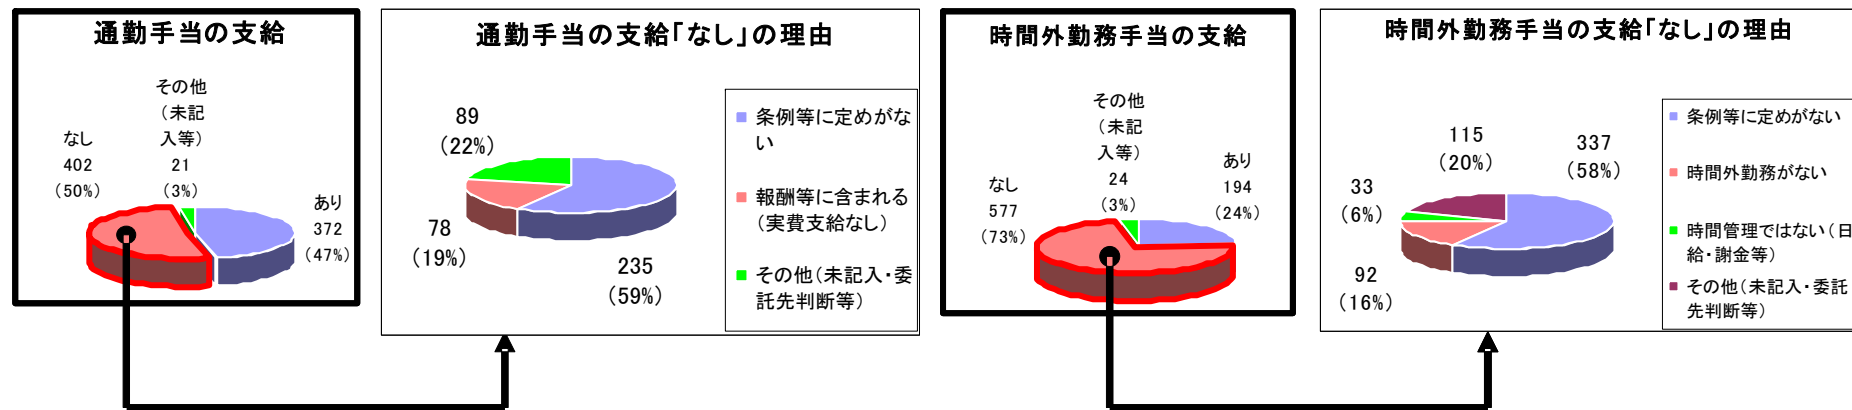 通勤手当の支給
その他
（未記
入等）
21
（3%）
なし
402
（50%）
あり
372
（47%）
通勤手当の支給「なし」の理由
89
（22%）
78
（19%）
235
（59%）
条例等に定めがな
い
報酬等に含まれる
（実費支給なし）
その他（未記入・委
託先判断等）
時間外勤務手当の支給
その他
（未記
入等）
24
（3%）
なし
577
（73%）
あり
194
（24%）
時間外勤務手当の支給「なし」の理由
115
（20%）
337
（58%）
33
（6%）
92
（16%）
条例等に定めがない
時間外勤務がない
時間管理ではない（日
給・謝金等）
その他（未記入・委託
先判断等）